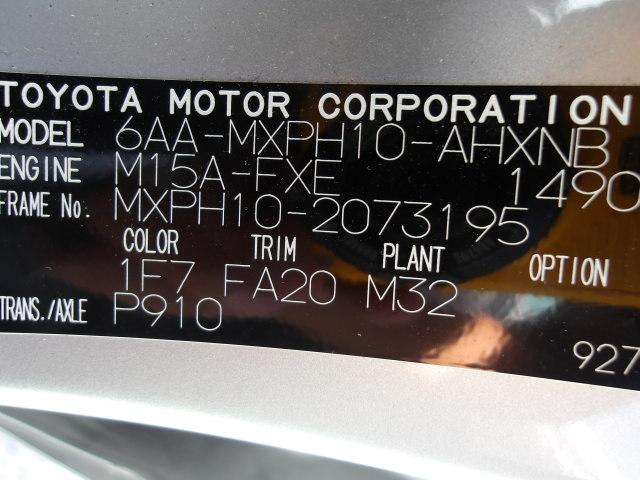 TOYOTA MOTOR CORPORATION
MODEL 6AA-MXPH10-AHXNB
ENGINE M15A-FXE 1490
FRAME No. MXPH10-2073195
COLOR TRIM PLANT OPTION
1F7 FA20 M32
TRANS./AXLE P910
927